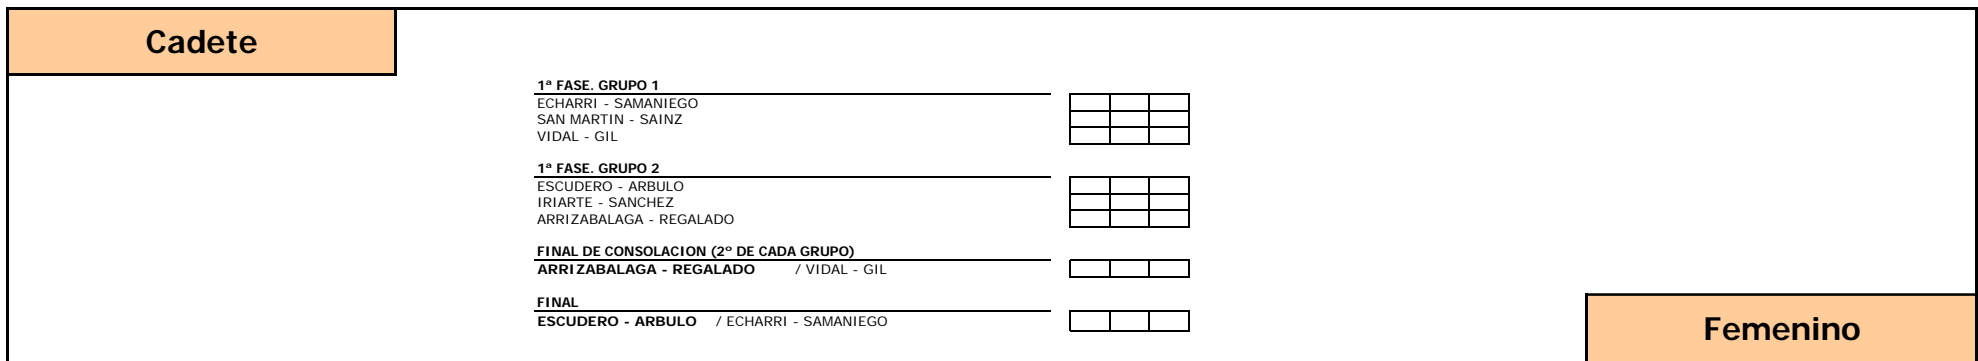 Cadete
1ª FASE. GRUPO 1
ECHARRI - SAMANIEGO
SAN MARTIN - SAINZ
VIDAL - GIL
1ª FASE. GRUPO 2
ESCUDERO - ARBULO
IRIARTE - SANCHEZ
ARRIZABALAGA - REGALADO
FINAL DE CONSOLACION (2º DE CADA GRUPO)
ARRIZABALAGA - REGALADO / VIDAL - GIL
FINAL
ESCUDERO - ARBULO / ECHARRI - SAMANIEGO
Femenino